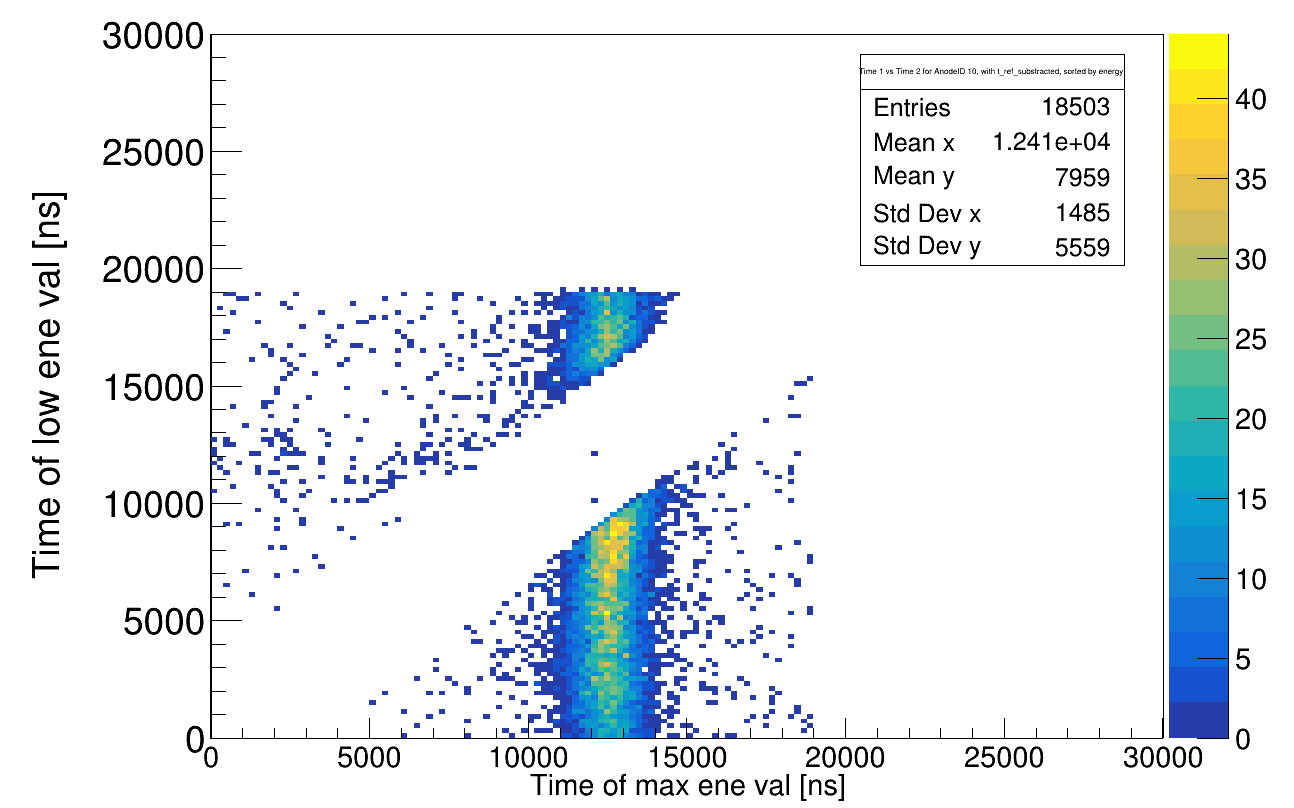 Time 1 vs Time 2 for AnodeID 10, with t_ref_substracted, sorted by energy
Entries 18503
Mean x 1.241e+04
Mean y 7959
Std Dev x 1485
Std Dev y 5559
Time of low ene val [ns]
30000
25000
20000
15000
10000
5000
0
0 5000 10000 15000 20000 25000 30000
Time of max ene val [ns]
40
35
30
25
20
15
10
5
0